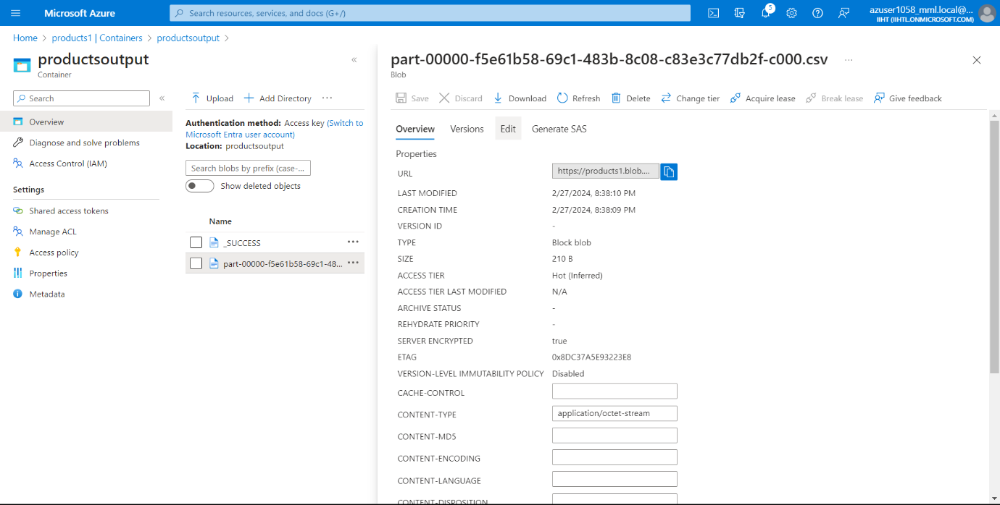 Microsoft Azure
Search resources, services, and docs (G+/)
5
azuser1058_mml.local@...
IIHT (IIHTL.ONMICROSOFT.COM)
Home > products1 | Containers > productsoutput >
productsoutput
Container
Search
Overview
Diagnose and solve problems
Access Control (IAM)
Settings
Shared access tokens
Manage ACL
Access policy
Properties
Metadata
Upload
Add Directory
Authentication method: Access key (Switch to
Microsoft Entra user account)
Location: productsoutput
Search blobs by prefix (case-...
Show deleted objects
Name
_SUCCESS
part-00000-f5e61b58-69c1-48...
part-00000-f5e61b58-69c1-483b-8c08-c83e3c77db2f-c000.csv
Blob
Save
Discard
Download
Refresh
Delete
Change tier
Acquire lease
Break lease
Give feedback
Overview
Versions
Edit
Generate SAS
Properties
URL https://products1.blob....
LAST MODIFIED 2/27/2024, 8:38:10 PM
CREATION TIME 2/27/2024, 8:38:09 PM
VERSION ID -
TYPE Block blob
SIZE 210 B
ACCESS TIER Hot (Inferred)
ACCESS TIER LAST MODIFIED N/A
ARCHIVE STATUS -
REHYDRATE PRIORITY -
SERVER ENCRYPTED true
ETAG 0x8DC37A5E93223E8
VERSION-LEVEL IMMUTABILITY POLICY Disabled
CACHE-CONTROL
CONTENT-TYPE application/octet-stream
CONTENT-MD5
CONTENT-ENCODING
CONTENT-LANGUAGE
CONTENT-DISPOSITION